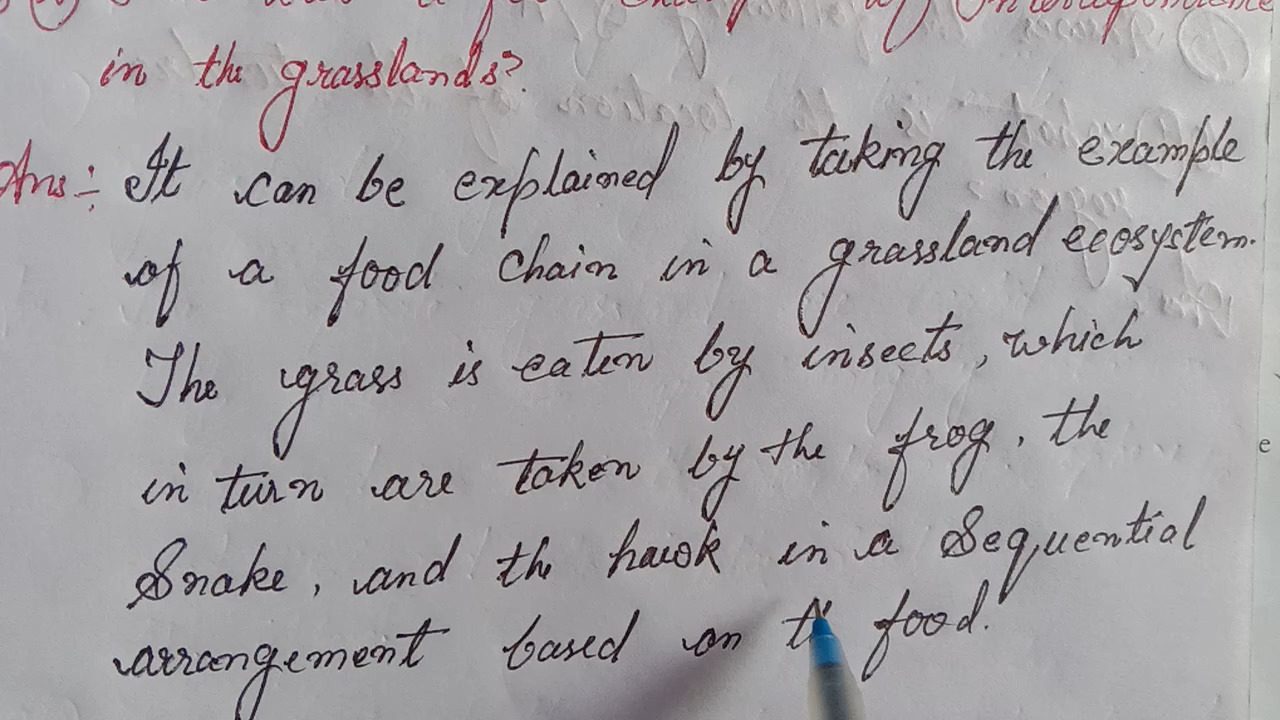 of Interdependence
in the grasslands?
Ans:- It can be explained by taking the example
of a food chain in a grassland ecosystem.
The grass is eaten by insects, which
in turn are taken by the frog, the
Snake, and the hawk in a Sequential
arrangement based on food.
e